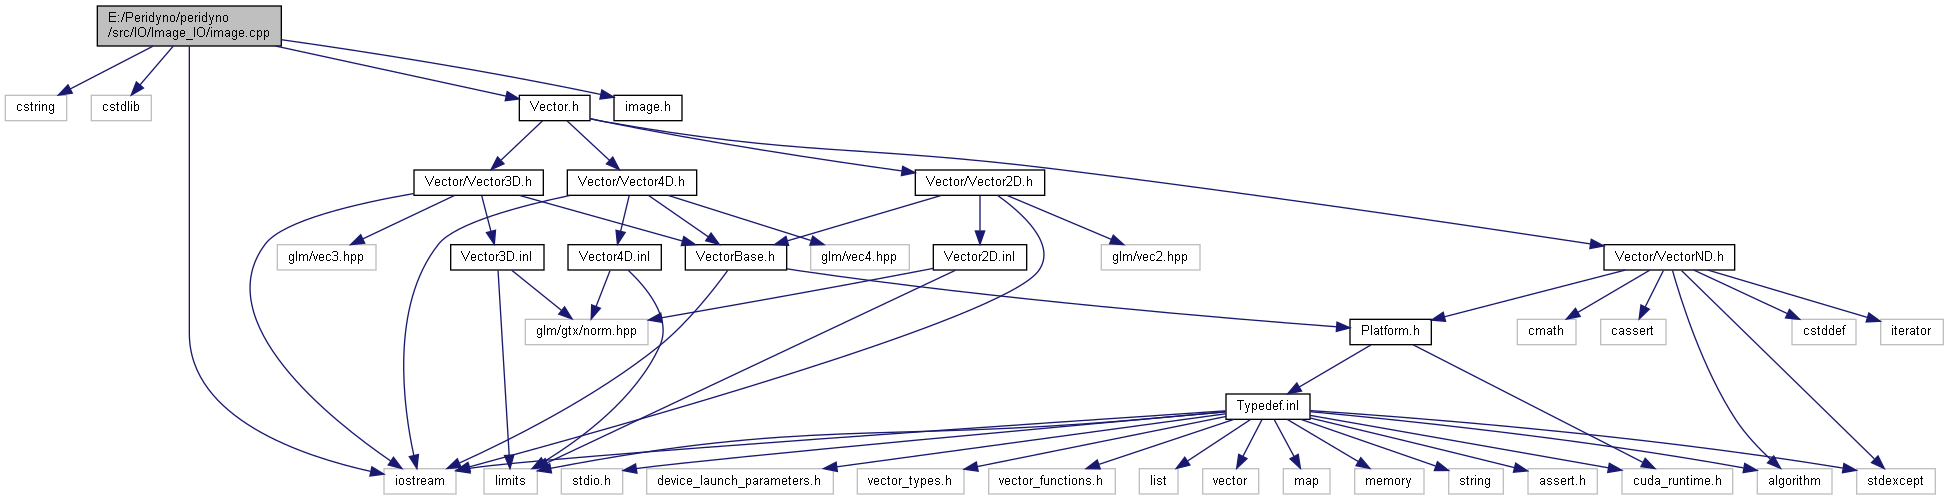 E:/Peridyno/peridyno
/src/IO/Image_IO/image.cpp
cstring
cstdlib
Vector.h
image.h
Vector/Vector3D.h
Vector/Vector4D.h
Vector/Vector2D.h
glm/vec3.hpp
Vector3D.inl
Vector4D.inl
VectorBase.h
glm/vec4.hpp
Vector2D.inl
glm/vec2.hpp
Vector/VectorND.h
glm/gtx/norm.hpp
Platform.h
cmath
cassert
cstddef
iterator
Typedef.inl
iostream
limits
stdio.h
device_launch_parameters.h
vector_types.h
vector_functions.h
list
vector
map
memory
string
assert.h
cuda_runtime.h
algorithm
stdexcept